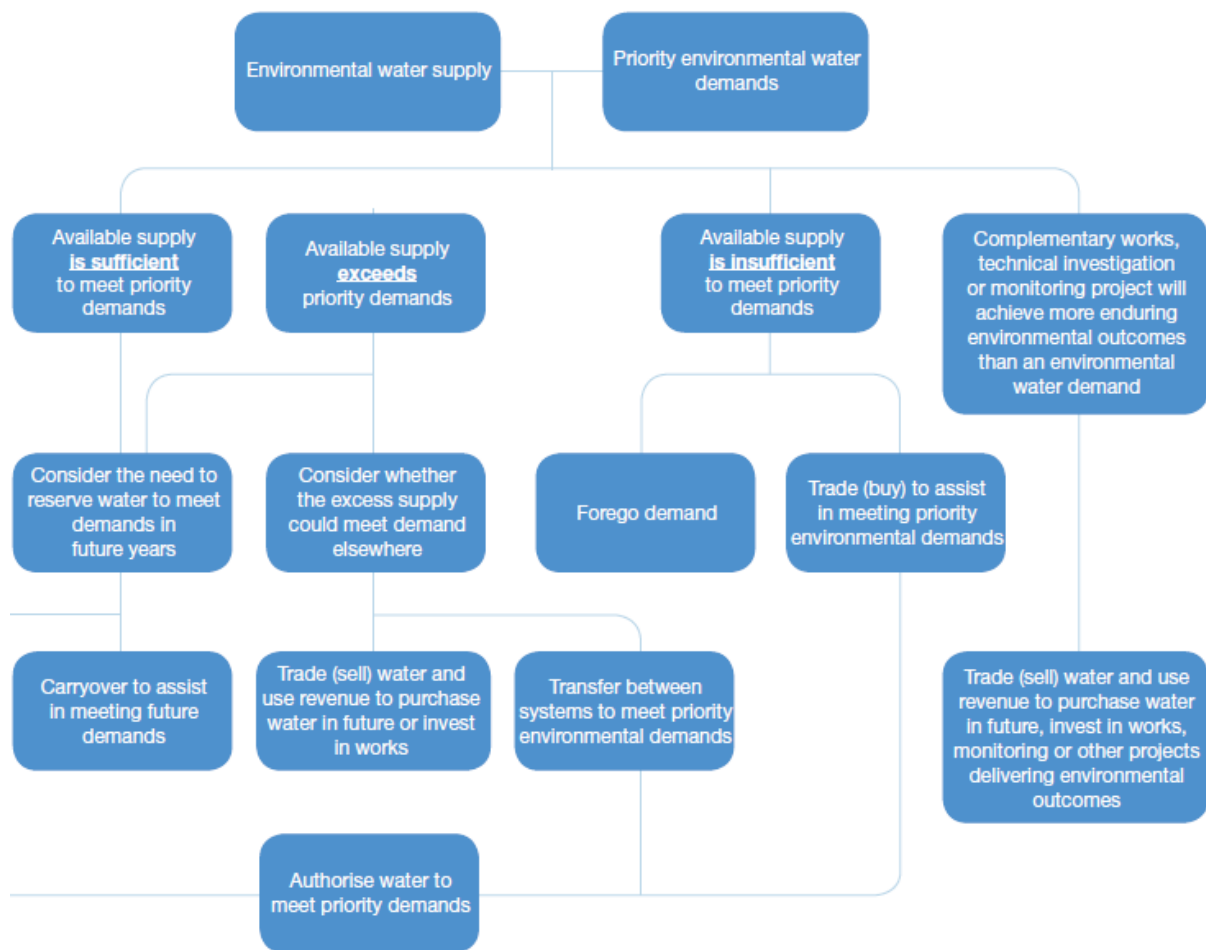 Environmental water supply
Priority environmental water
demands
Available supply
is sufficient
to meet priority
demands
Available supply
exceeds
priority demands
Available supply
is insufficient
to meet priority
demands
Complementary works,
technical investigation
or monitoring project will
achieve more enduring
environmental outcomes
than an environmental
water demand
Consider the need to
reserve water to meet
demands in
future years
Consider whether
the excess supply
could meet demand
elsewhere
Forego demand
Trade (buy) to assist
in meeting priority
environmental demands
Carryover to assist
in meeting future
demands
Trade (sell) water and
use revenue to purchase
water in future or invest
in works
Transfer between
systems to meet priority
environmental demands
Trade (sell) water and use
revenue to purchase water
in future, invest in works,
monitoring or other projects
delivering environmental
outcomes
Authorise water to
meet priority demands